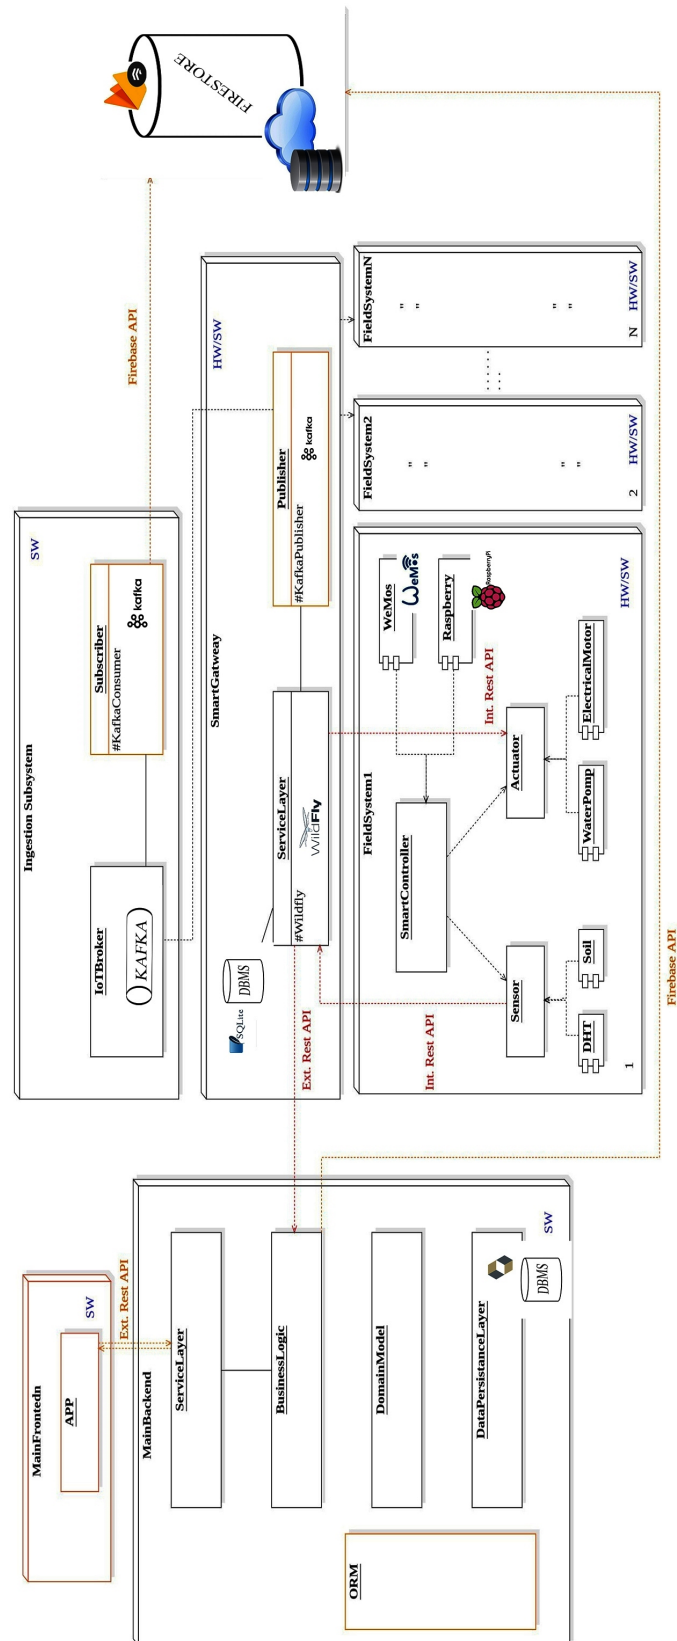 MainFrontedn
SW
APP
Ext. Rest API
MainBackend
ServiceLayer
BusinessLogic
DomainModel
DataPersistanceLayer
DBMS
SW
ORM
Ingestion Subsystem
SW
IoTBroker
KAFKA
Subscriber
#KafkaConsumer
kafka
Firebase API
FIRESTORE
SmartGatweay
HW/SW
SQLite
DBMS
ServiceLayer
#Wildfly
WildFly
Publisher
#KafkaPublisher
kafka
Ext. Rest API
Int. Rest API
Int. Rest API
FieldSystem1
SmartController
WeMos
WeMos
Raspberry
RaspberryPi
Sensor
Actuator
DHT
Soil
WaterPomp
ElectricalMotor
1
HW/SW
FieldSystem2
" "
" "
2
HW/SW
......
FieldSystemN
" "
" "
N
HW/SW
Firebase API